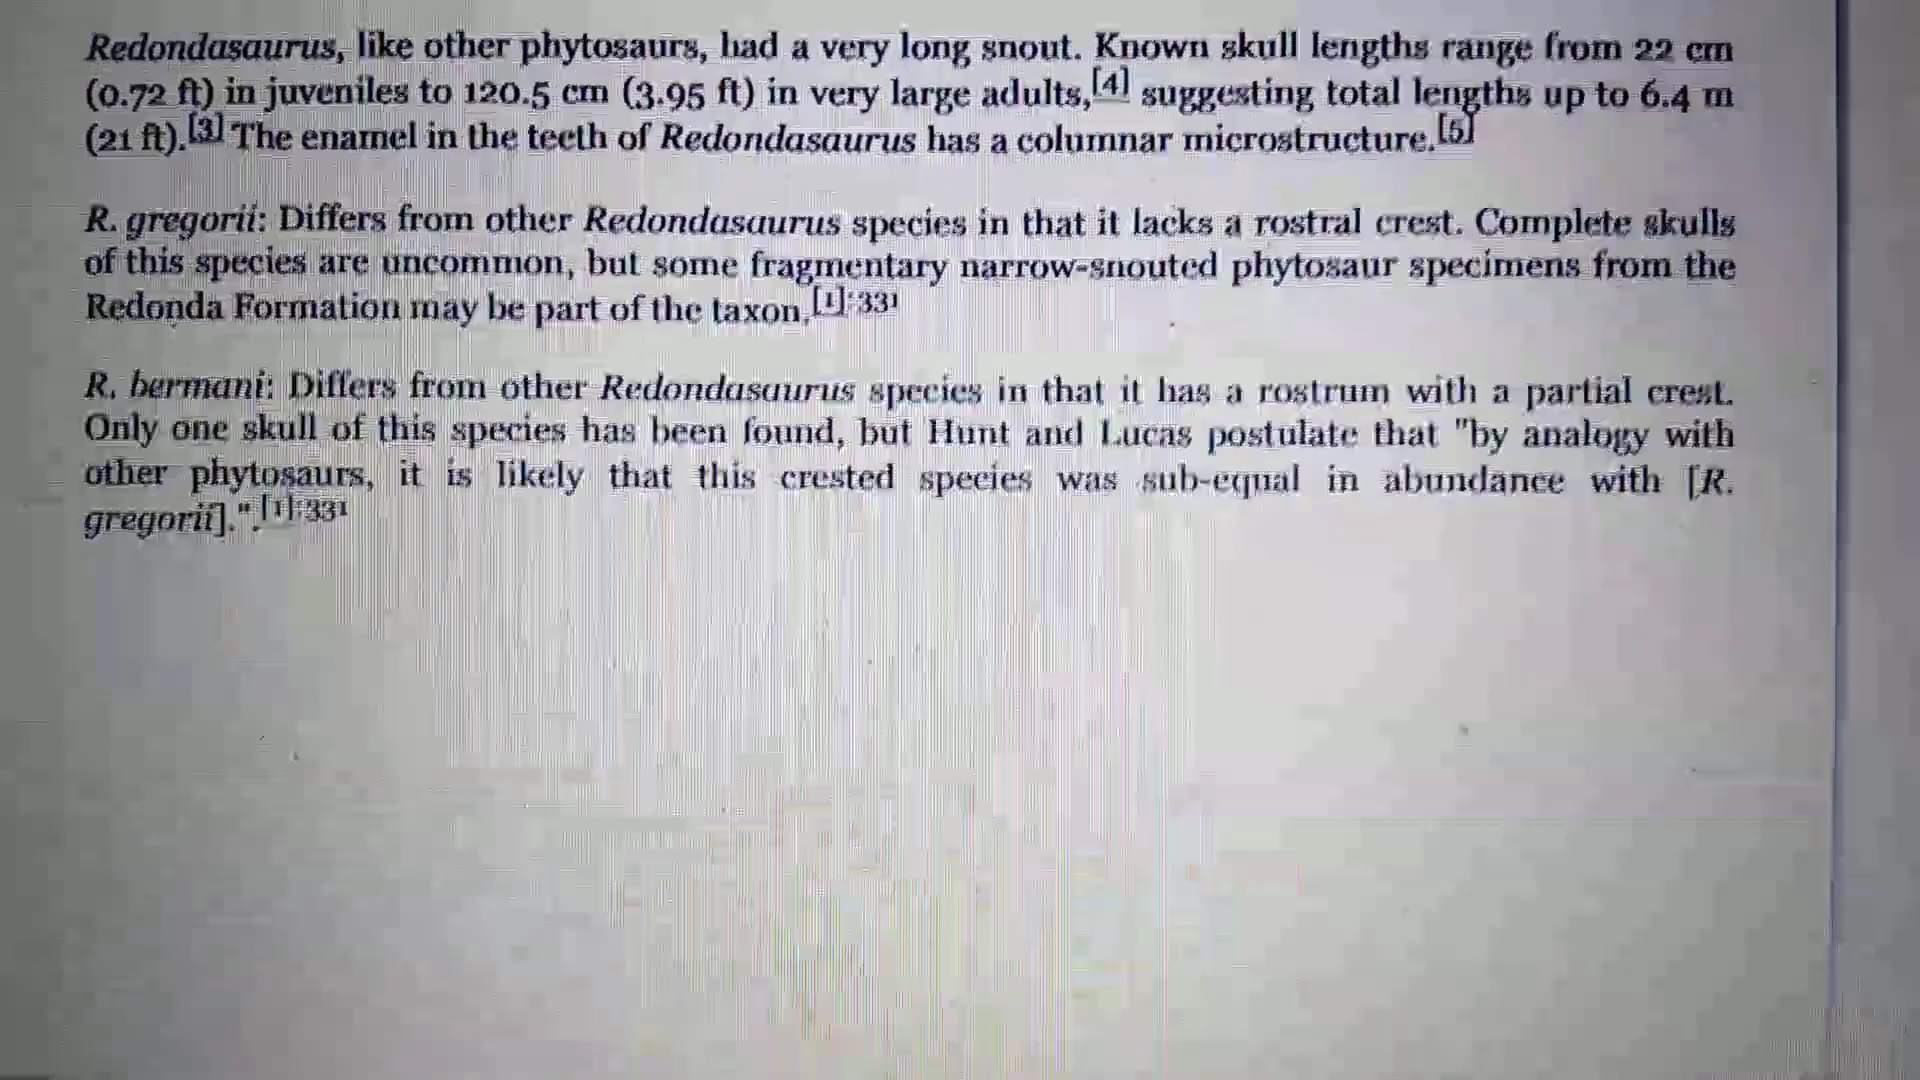 Redondasaurus, like other phytosaurs, had a very long snout. Known skull lengths range from 22 cm
(0.72 ft) in juveniles to 120.5 cm (3.95 ft) in very large adults,[4] suggesting total lengths up to 6.4 m
(21 ft).[3] The enamel in the teeth of Redondasaurus has a columnar microstructure.[5]
R. gregorii: Differs from other Redondasaurus species in that it lacks a rostral crest. Complete skulls
of this species are uncommon, but some fragmentary narrow-snouted phytosaur specimens from the
Redonda Formation may be part of the taxon.[1]:331
R. bermani: Differs from other Redondasaurus species in that it has a rostrum with a partial crest.
Only one skull of this species has been found, but Hunt and Lucas postulate that "by analogy with
other phytosaurs, it is likely that this crested species was sub-equal in abundance with [R.
gregorii].".[1]:331